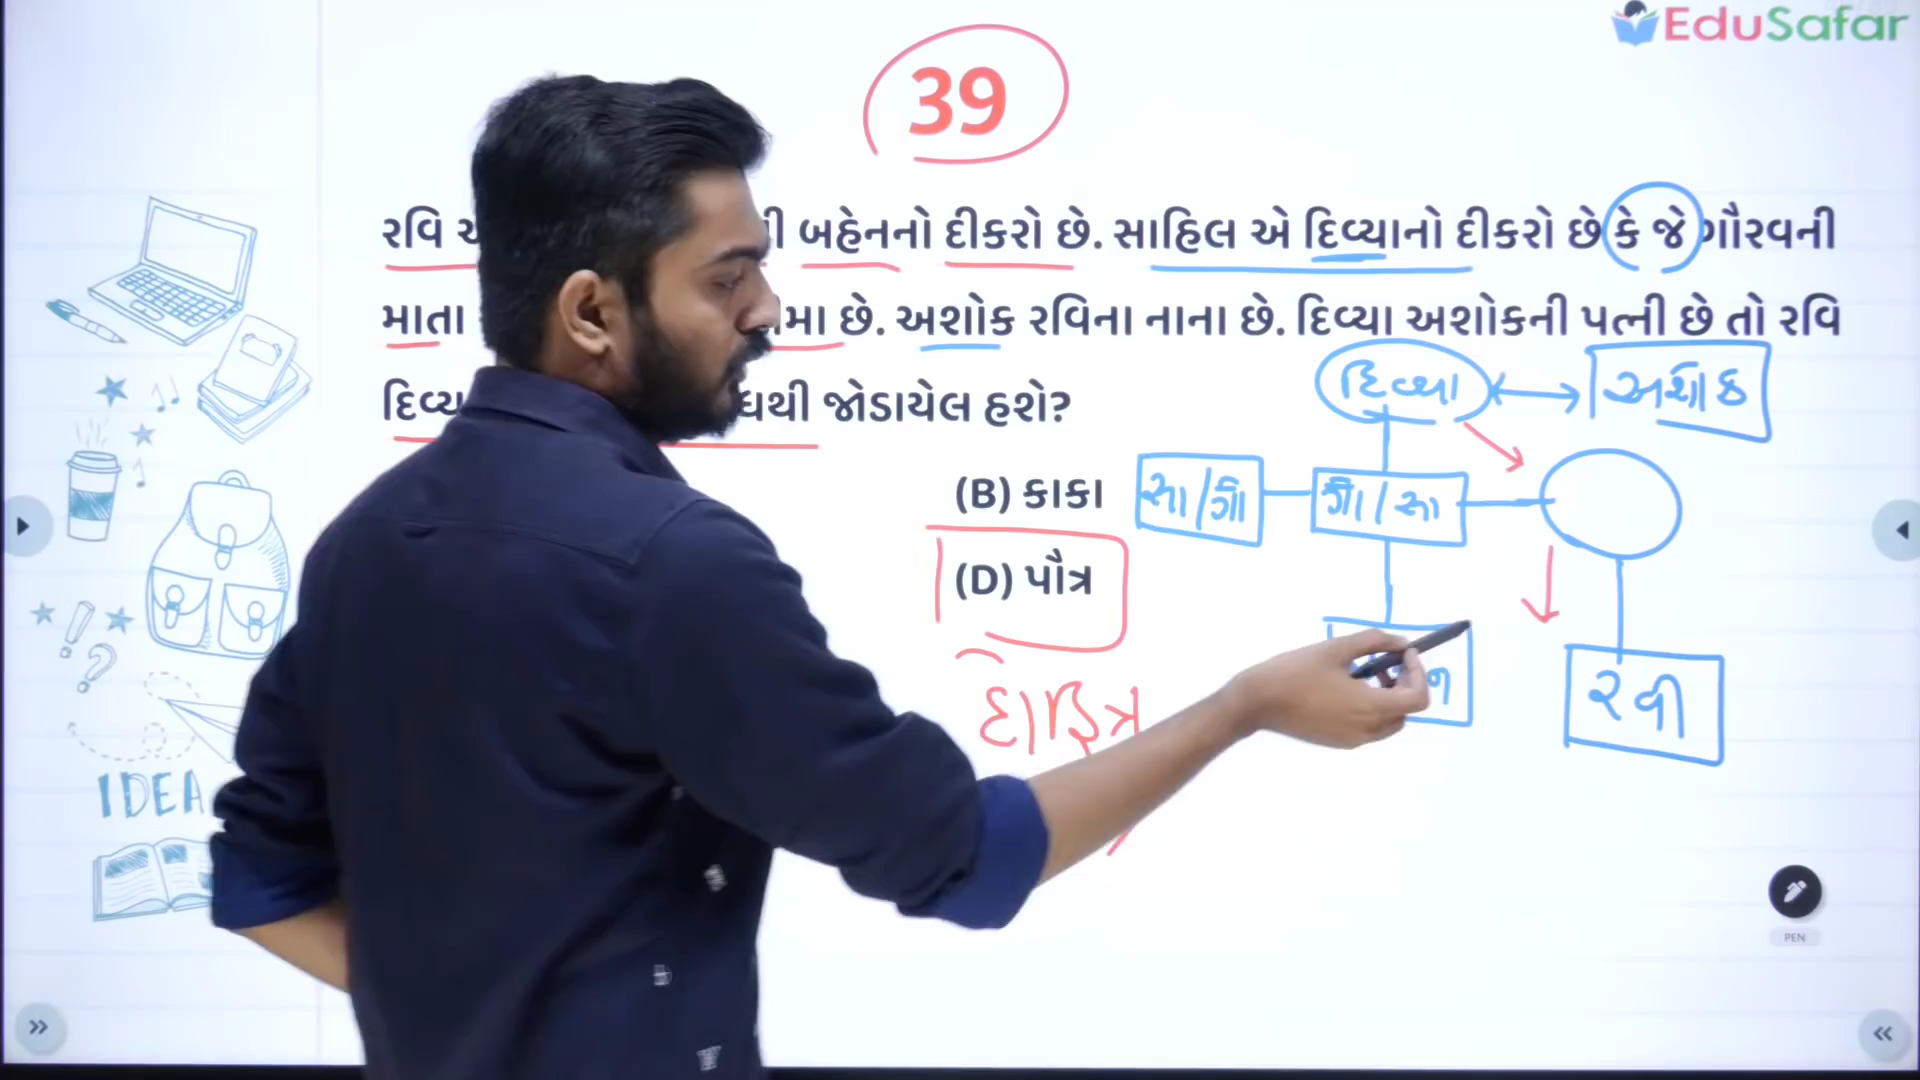 EduSafar
39
રવિ બહેનનો દીકરો છે. સાહિલ એ દિવ્યાનો દીકરો છે કે જે ગૌરવની
માતા છે. અશોક રવિના નાના છે. દિવ્યા અશોકની પત્ની છે તો રવિ
જોડાયેલ હશે?
દિવ્યા અશોક
(B) કાકા
સા/ગૌ ગૌ/સા
(D) પૌત્ર
રવી
IDEA
PEN